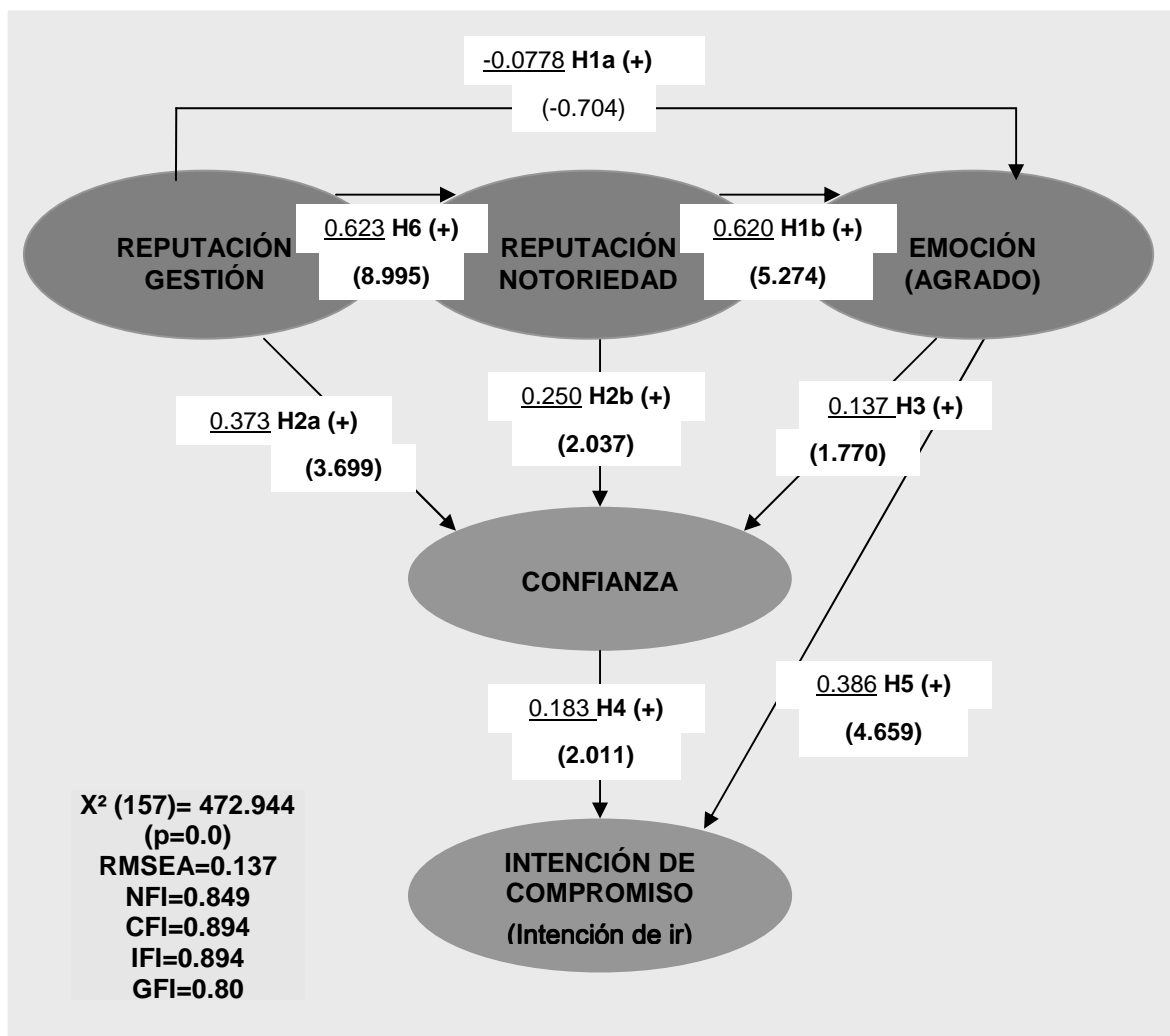 -0.0778 H1a (+)
(-0.704)
REPUTACIÓN
GESTIÓN
0.623 H6 (+)
(8.995)
REPUTACIÓN
NOTORIEDAD
0.620 H1b (+)
(5.274)
EMOCIÓN
(AGRADO)
0.373 H2a (+)
(3.699)
0.250 H2b (+)
(2.037)
0.137 H3 (+)
(1.770)
CONFIANZA
0.183 H4 (+)
(2.011)
0.386 H5 (+)
(4.659)
X² (157)= 472.944
(p=0.0)
RMSEA=0.137
NFI=0.849
CFI=0.894
IFI=0.894
GFI=0.80
INTENCIÓN DE
COMPROMISO
(Intención de ir)